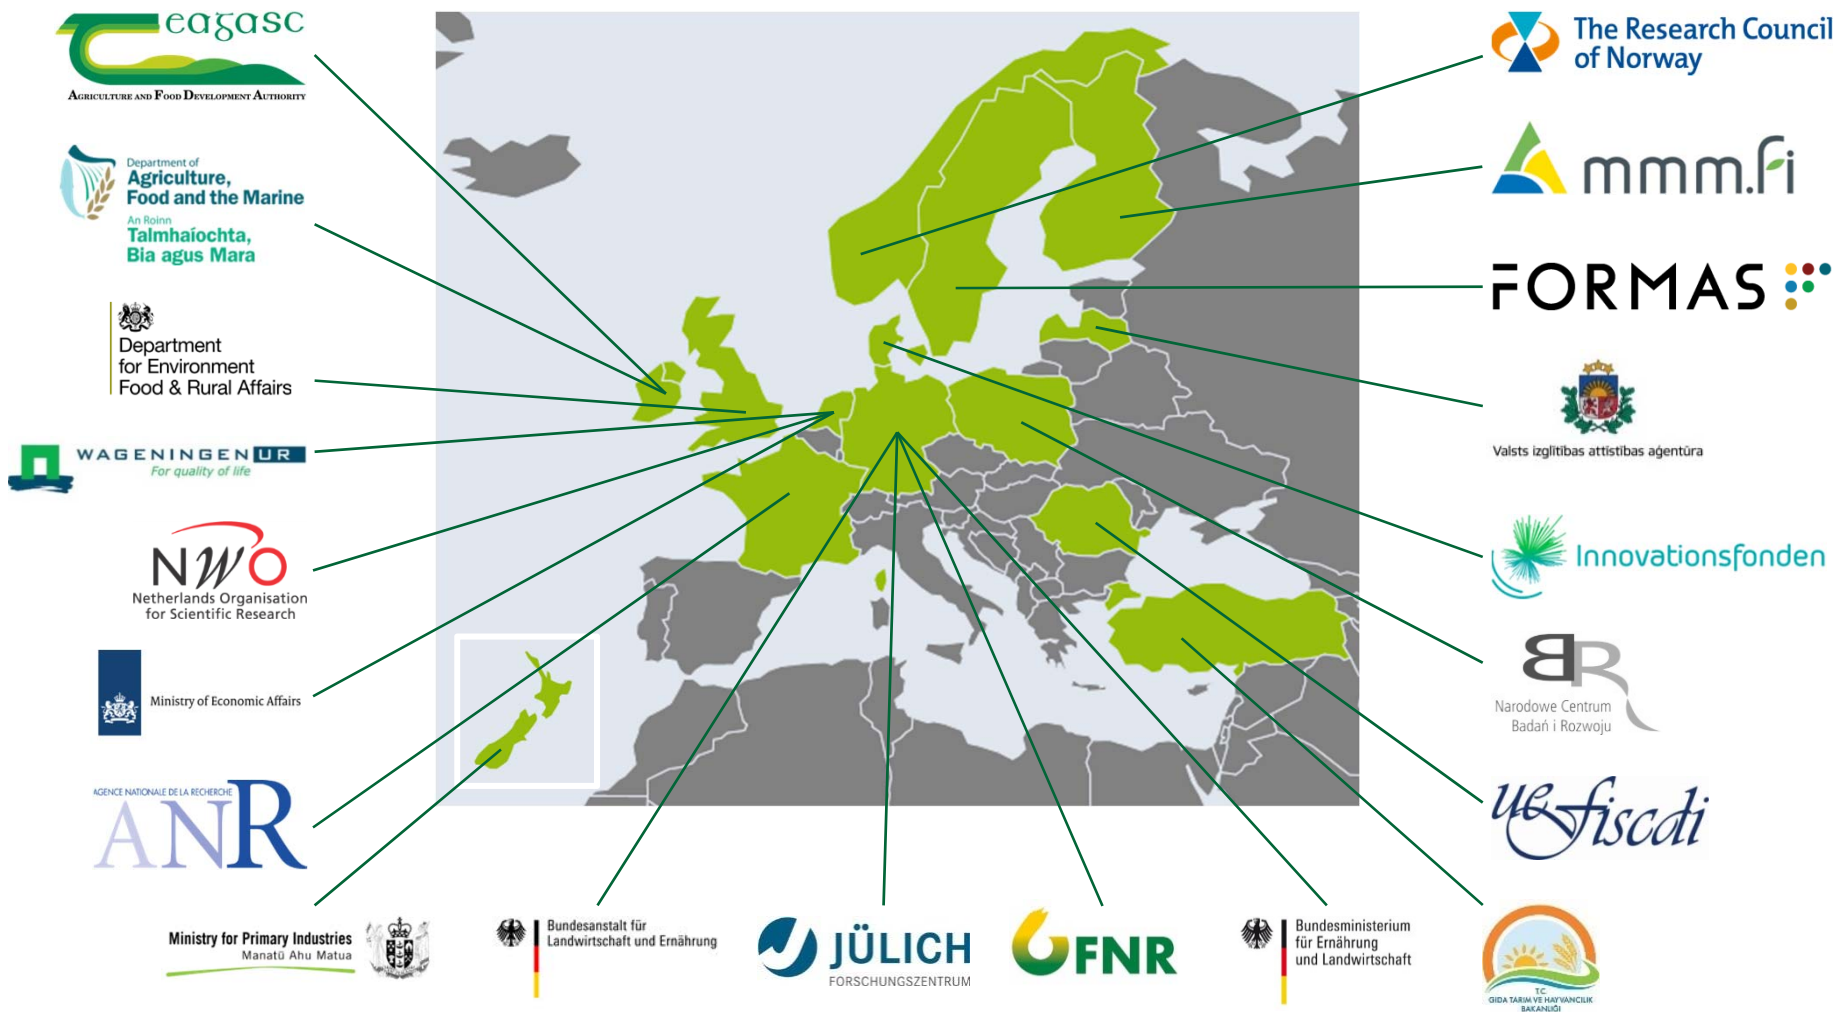 eagasc
AGRICULTURE AND FOOD DEVELOPMENT AUTHORITY
Department of
Agriculture,
Food and the Marine
An Roinn
Talmhaíochta,
Bia agus Mara
Department
for Environment
Food & Rural Affairs
WAGENINGEN UR
For quality of life
NWO
Netherlands Organisation
for Scientific Research
Ministry of Economic Affairs
AGENCE NATIONALE DE LA RECHERCHE
ANR
Ministry for Primary Industries
Manatū Ahu Matua
Bundesanstalt für
Landwirtschaft und Ernährung
JÜLICH
FORSCHUNGSZENTRUM
FNR
Bundesministerium
für Ernährung
und Landwirtschaft
The Research Council
of Norway
mmm.fi
FORMAS
Valsts izglītības attīstības aģentūra
Innovationsfonden
BR
Narodowe Centrum
Badań i Rozwoju
uefiscdi
T.C.
GIDA TARIM VE HAYVANCILIK
BAKANLIĞI